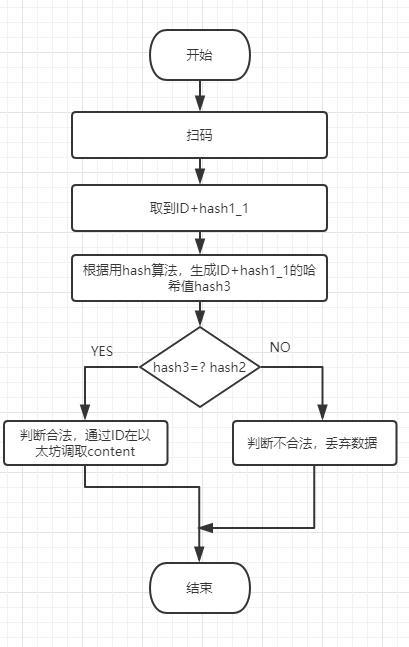 开始
扫码
取到ID+hash1_1
根据用hash算法，生成ID+hash1_1的哈
希值hash3
hash3=? hash2
YES
NO
判断合法，通过ID在以
太坊调取content
判断不合法，丢弃数据
结束